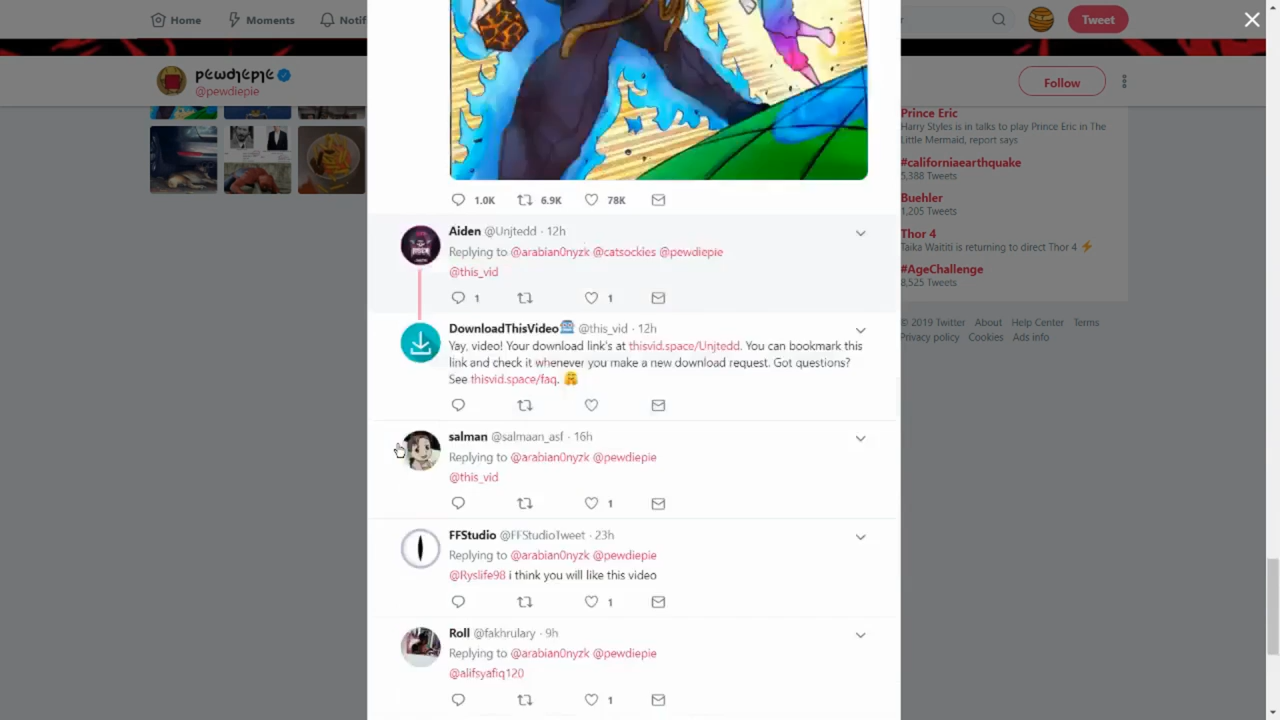 Home
Moments
Notif
r
Tweet
@pewdiepie
Follow
Prince Eric
Harry Styles is in talks to play Prince Eric in The
Little Mermaid, report says
#californiaearthquake
5,388 Tweets
Buehler
1,205 Tweets
Thor 4
Taika Waititi is returning to direct Thor 4 ⚡
#AgeChallenge
8,525 Tweets
© 2019 Twitter About Help Center Terms
Privacy policy Cookies Ads info
1.0K 6.9K 78K
Aiden @Unjtedd · 12h
Replying to @arabian0nyzk @catsockies @pewdiepie
@this_vid
1 1
DownloadThisVideo @this_vid · 12h
Yay, video! Your download link's at thisvid.space/Unjtedd. You can bookmark this
link and check it whenever you make a new download request. Got questions?
See thisvid.space/faq. 🤗
salman @salmaan_asf · 16h
Replying to @arabian0nyzk @pewdiepie
@this_vid
1
FFStudio @FFStudioTweet · 23h
Replying to @arabian0nyzk @pewdiepie
@Ryslife98 i think you will like this video
1
Roll @fakhrulary · 9h
Replying to @arabian0nyzk @pewdiepie
@alifsyafiq120
1